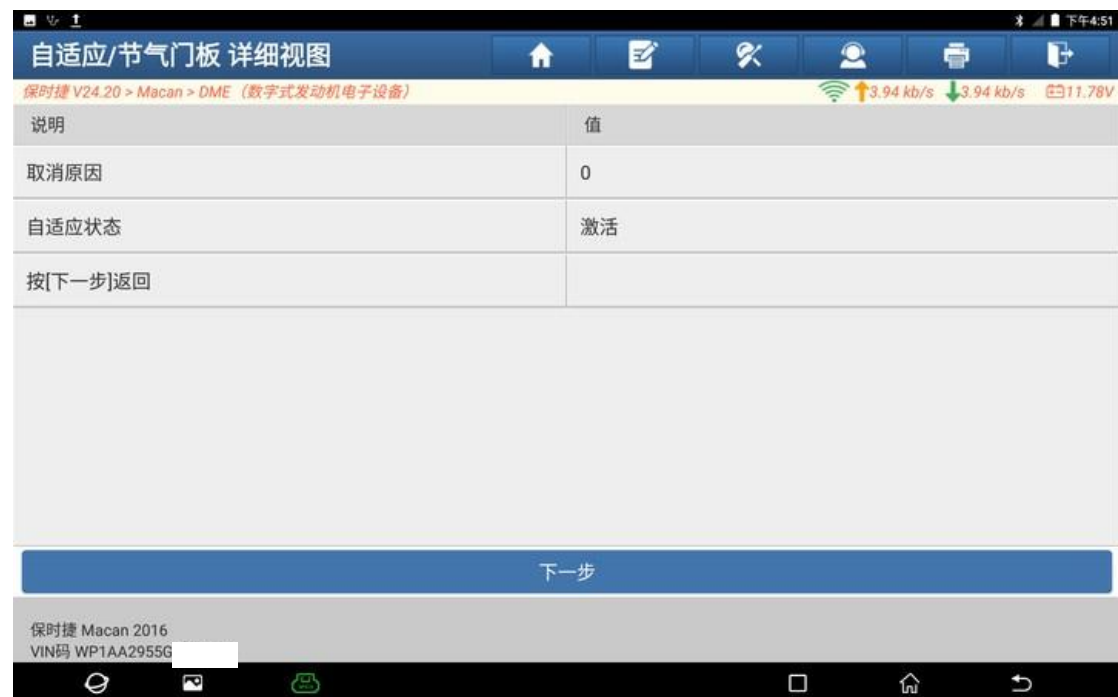 下午4:51
自适应/节气门板 详细视图
保时捷 V24.20 > Macan > DME（数字式发动机电子设备） 3.94 kb/s 3.94 kb/s 11.78V
说明 值
取消原因 0
自适应状态 激活
按[下一步]返回
下一步
保时捷 Macan 2016
VIN码 WP1AA2955G